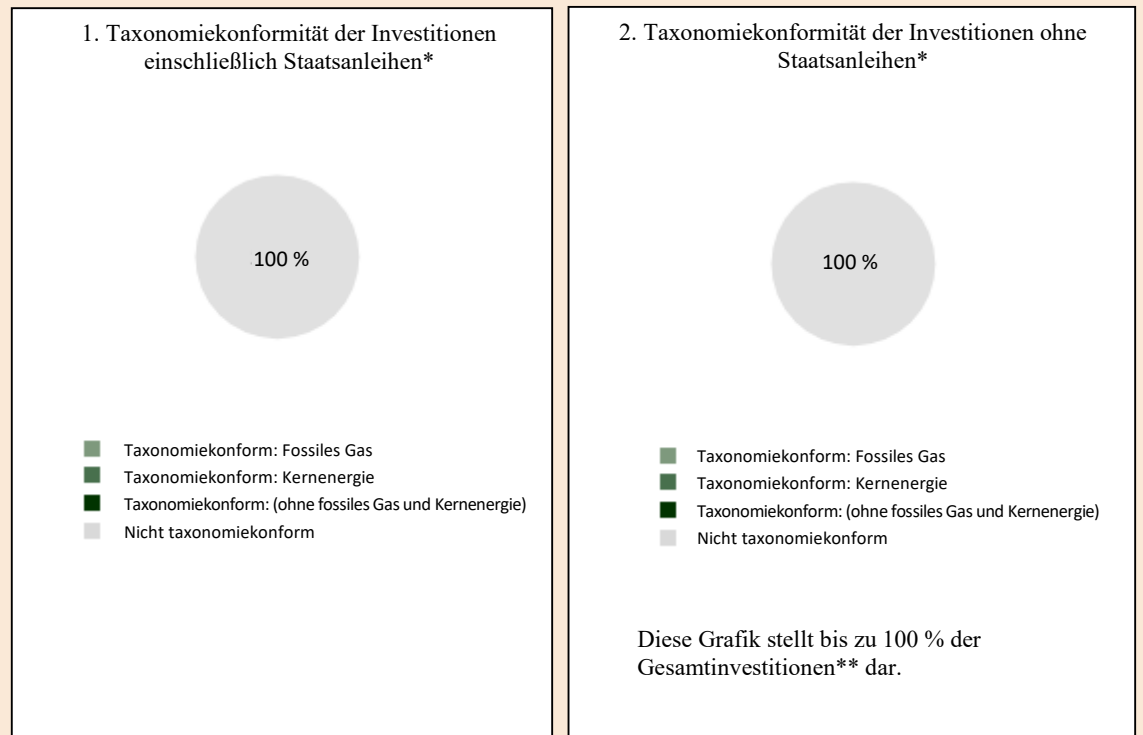 1. Taxonomiekonformität der Investitionen
einschließlich Staatsanleihen*
100 %
Taxonomiekonform: Fossiles Gas
Taxonomiekonform: Kernenergie
Taxonomiekonform: (ohne fossiles Gas und Kernenergie)
Nicht taxonomiekonform
2. Taxonomiekonformität der Investitionen ohne
Staatsanleihen*
100 %
Taxonomiekonform: Fossiles Gas
Taxonomiekonform: Kernenergie
Taxonomiekonform: (ohne fossiles Gas und Kernenergie)
Nicht taxonomiekonform
Diese Grafik stellt bis zu 100 % der
Gesamtinvestitionen** dar.